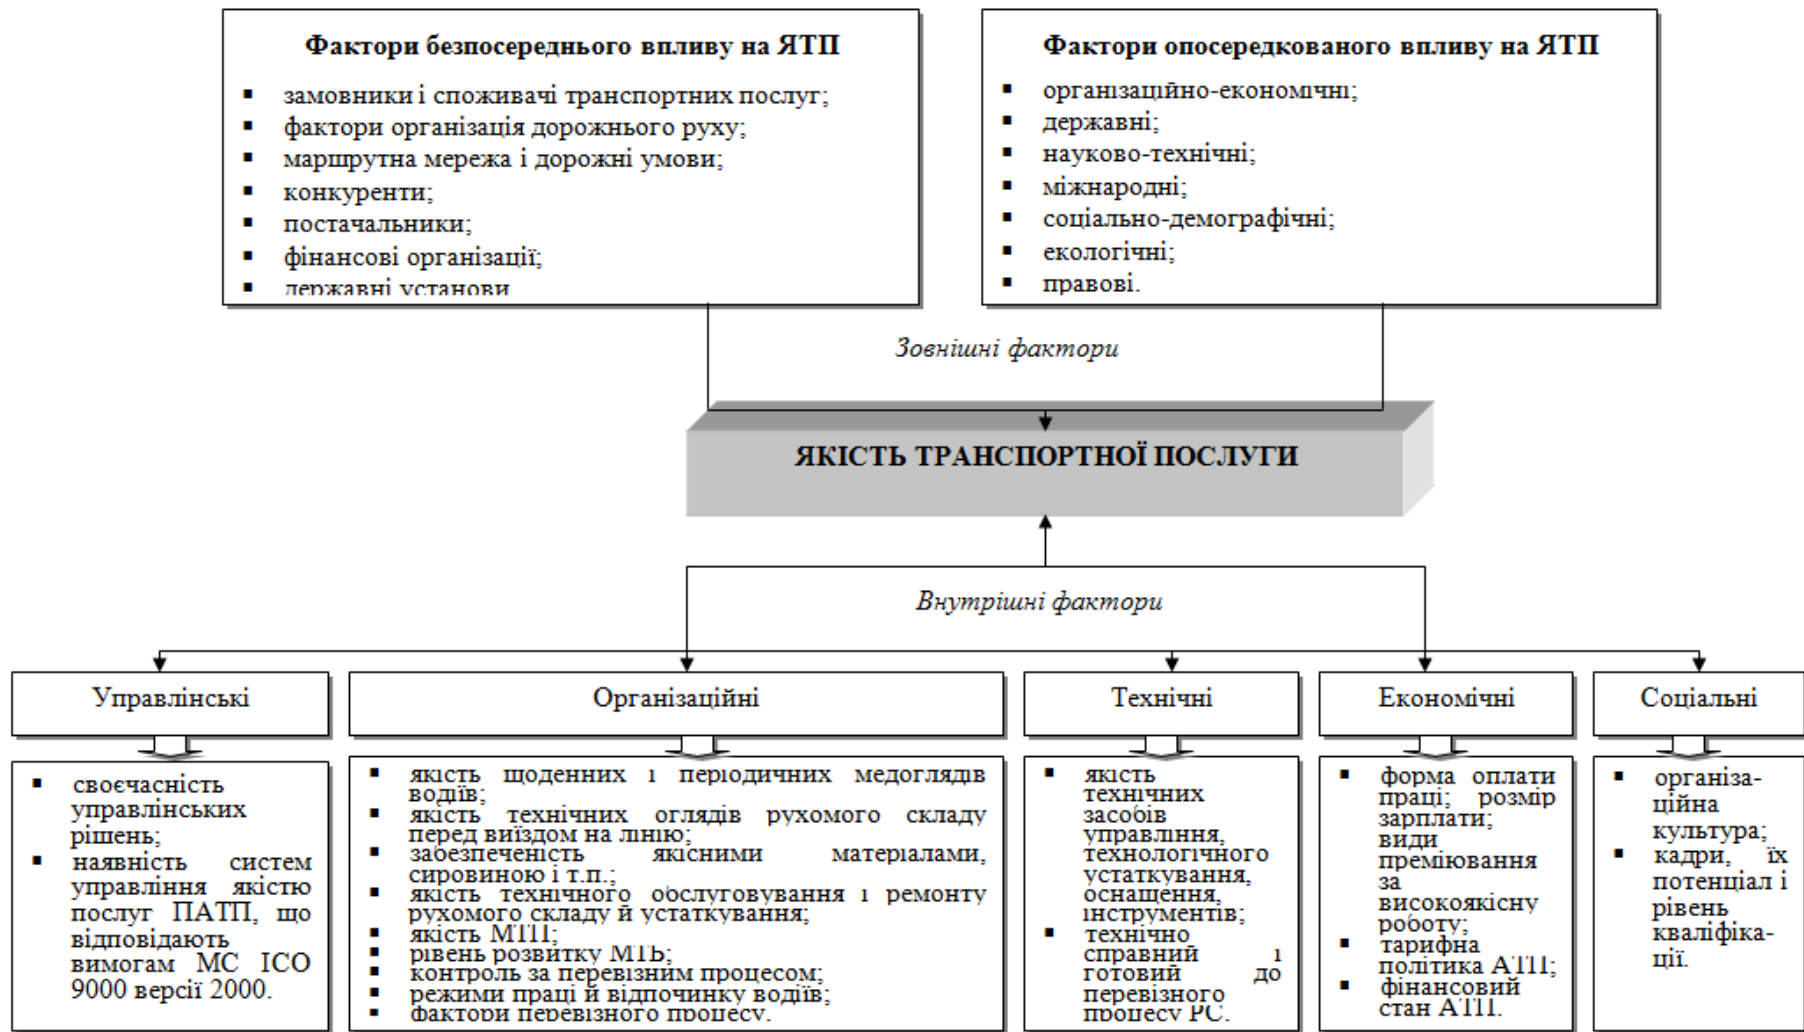 Фактори безпосереднього впливу на ЯТП
▪ замовники і споживачі транспортних послуг;
▪ фактори організація дорожнього руху;
▪ маршрутна мережа і дорожні умови;
▪ конкуренти;
▪ постачальники;
▪ фінансові організації;
▪ державні установи
Фактори опосередкованого впливу на ЯТП
▪ організаційно-економічні;
▪ державні;
▪ науково-технічні;
▪ міжнародні;
▪ соціально-демографічні;
▪ екологічні;
▪ правові.
Зовнішні фактори
ЯКІСТЬ ТРАНСПОРТНОЇ ПОСЛУГИ
Внутрішні фактори
Управлінські
▪ своєчасність
управлінських
рішень;
▪ наявність систем
управління якістю
послуг ПАТП, що
відповідають
вимогам МС ІСО
9000 версії 2000.
Організаційні
▪ якість щоденних і періодичних медоглядів
водіїв;
▪ якість технічних оглядів рухомого складу
перед виїздом на лінію;
▪ забезпеченість якісними матеріалами,
сировиною і т.п.;
▪ якість технічного обслуговування і ремонту
рухомого складу й устаткування;
▪ якість МТП;
▪ рівень розвитку МТБ;
▪ контроль за перевізним процесом;
▪ режими праці й відпочинку водіїв;
▪ фактори перевізного процесу.
Технічні
▪ якість
технічних
засобів
управління,
технологічного
устаткування,
оснащення,
інструментів;
▪ технічно
справний і
готовий до
перевізного
процесу РС.
Економічні
▪ форма оплати
праці; розмір
зарплати;
види
преміювання
за
високоякісну
роботу;
▪ тарифна
політика АТП;
▪ фінансовий
стан АТП.
Соціальні
▪ організа-
ційна
культура;
▪ кадри, їх
потенціал і
рівень
кваліфіка-
ції.